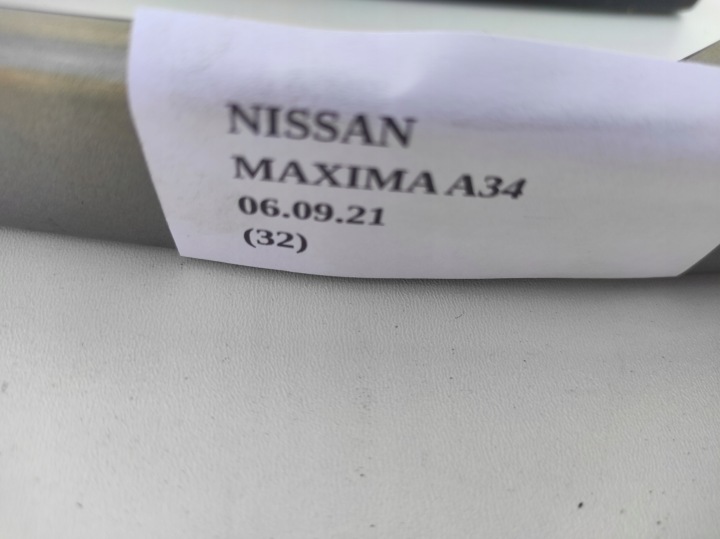 NISSAN
MAXIMA A34
06.09.21
(32)